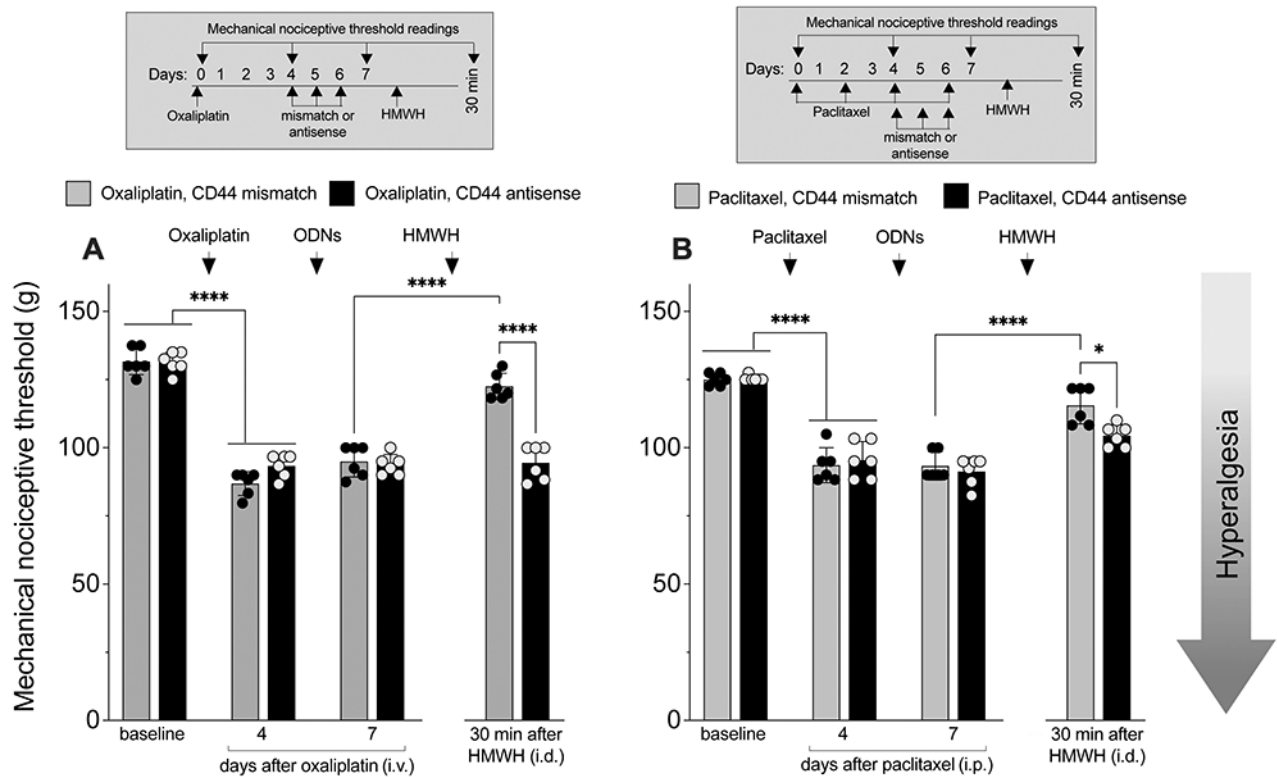 Mechanical nociceptive threshold readings
Days: 0 1 2 3 4 5 6 7
30 min
Oxaliplatin
mismatch or
antisense
HMWH
Mechanical nociceptive threshold readings
Days: 0 1 2 3 4 5 6 7
30 min
Paclitaxel
HMWH
mismatch or
antisense
Oxaliplatin, CD44 mismatch
Oxaliplatin, CD44 antisense
Paclitaxel, CD44 mismatch
Paclitaxel, CD44 antisense
A
Oxaliplatin ODNs HMWH
Mechanical nociceptive threshold (g)
150
100
50
0
****
****
****
baseline
4
7
30 min after
HMWH (i.d.)
days after oxaliplatin (i.v.)
B
Paclitaxel ODNs HMWH
150
100
50
0
****
****
*
baseline
4
7
30 min after
HMWH (i.d.)
days after paclitaxel (i.p.)
Hyperalgesia